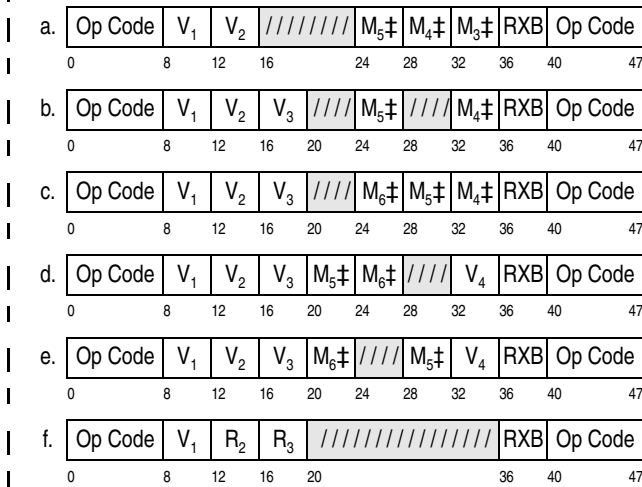 a. Op Code V1 V2 //////// M5‡ M4‡ M3‡ RXB Op Code
0 8 12 16 24 28 32 36 40 47
b. Op Code V1 V2 V3 //// M5‡ //// M4‡ RXB Op Code
0 8 12 16 20 24 28 32 36 40 47
c. Op Code V1 V2 V3 //// M6‡ M5‡ M4‡ RXB Op Code
0 8 12 16 20 24 28 32 36 40 47
d. Op Code V1 V2 V3 M5‡ M6‡ //// V4 RXB Op Code
0 8 12 16 20 24 28 32 36 40 47
e. Op Code V1 V2 V3 M6‡ //// M5‡ V4 RXB Op Code
0 8 12 16 20 24 28 32 36 40 47
f. Op Code V1 R2 R3 //////////////// RXB Op Code
0 8 12 16 20 36 40 47